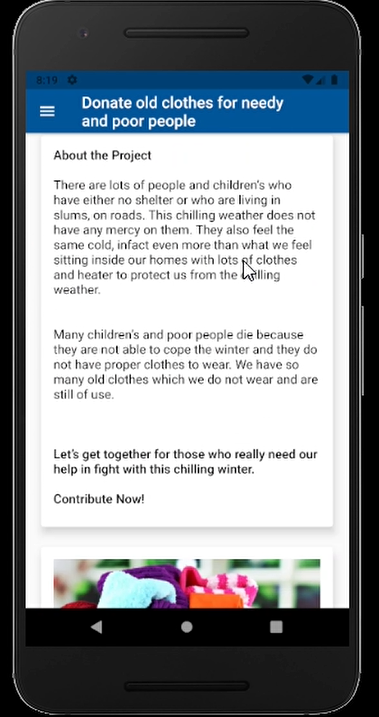 8:19
Donate old clothes for needy
and poor people
About the Project
There are lots of people and children's who
have either no shelter or who are living in
slums, on roads. This chilling weather does not
have any mercy on them. They also feel the
same cold, infact even more than what we feel
sitting inside our homes with lots of clothes
and heater to protect us from the chilling
weather.
Many children's and poor people die because
they are not able to cope the winter and they do
not have proper clothes to wear. We have so
many old clothes which we do not wear and are
still of use.
Let's get together for those who really need our
help in fight with this chilling winter.
Contribute Now!